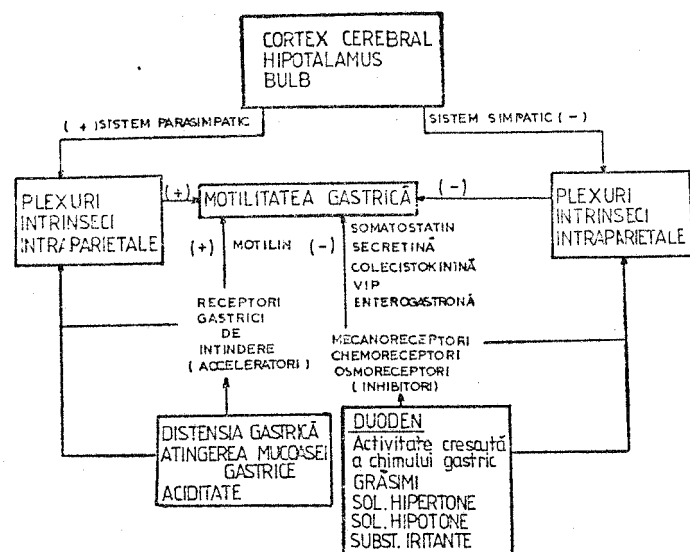 CORTEX CEREBRAL
HIPOTALAMUS
BULB
(+) SISTEM PARASIMPATIC
SISTEM SIMPATIC (-)
PLEXURI
INTRINSECI
INTRAPARIETALE
(+)
MOTILITATEA GASTRICĂ
(-)
PLEXURI
INTRINSECI
INTRAPARIETALE
(+) MOTILIN
(-)
SOMATOSTATIN
SECRETINĂ
COLECISTOKININĂ
VIP
ENTEROGASTRONĂ
RECEPTORI
GASTRICI
DE
INTINDERE
(ACCELERATORI)
MECANORECEPTORI
CHEMORECEPTORI
OSMORECEPTORI
(INHIBITORI)
DISTENSIA GASTRICĂ
ATINGEREA MUCOASEI
GASTRICE
ACIDITATE
DUODEN
Activitate crescută
a chimului gastric
GRĂSIMI
SOL. HIPERTONE
SOL. HIPOTONE
SUBST. IRITANTE